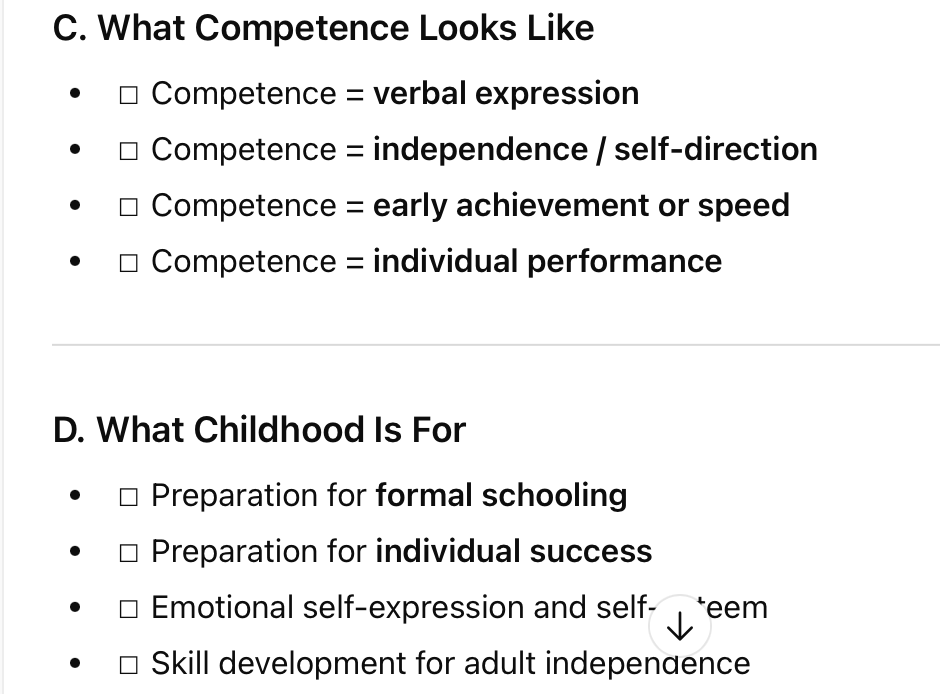 C. What Competence Looks Like
• □ Competence = verbal expression
• □ Competence = independence / self-direction
• □ Competence = early achievement or speed
• □ Competence = individual performance
D. What Childhood Is For
• □ Preparation for formal schooling
• □ Preparation for individual success
• □ Emotional self-expression and self-
• □ Skill development for adult independence